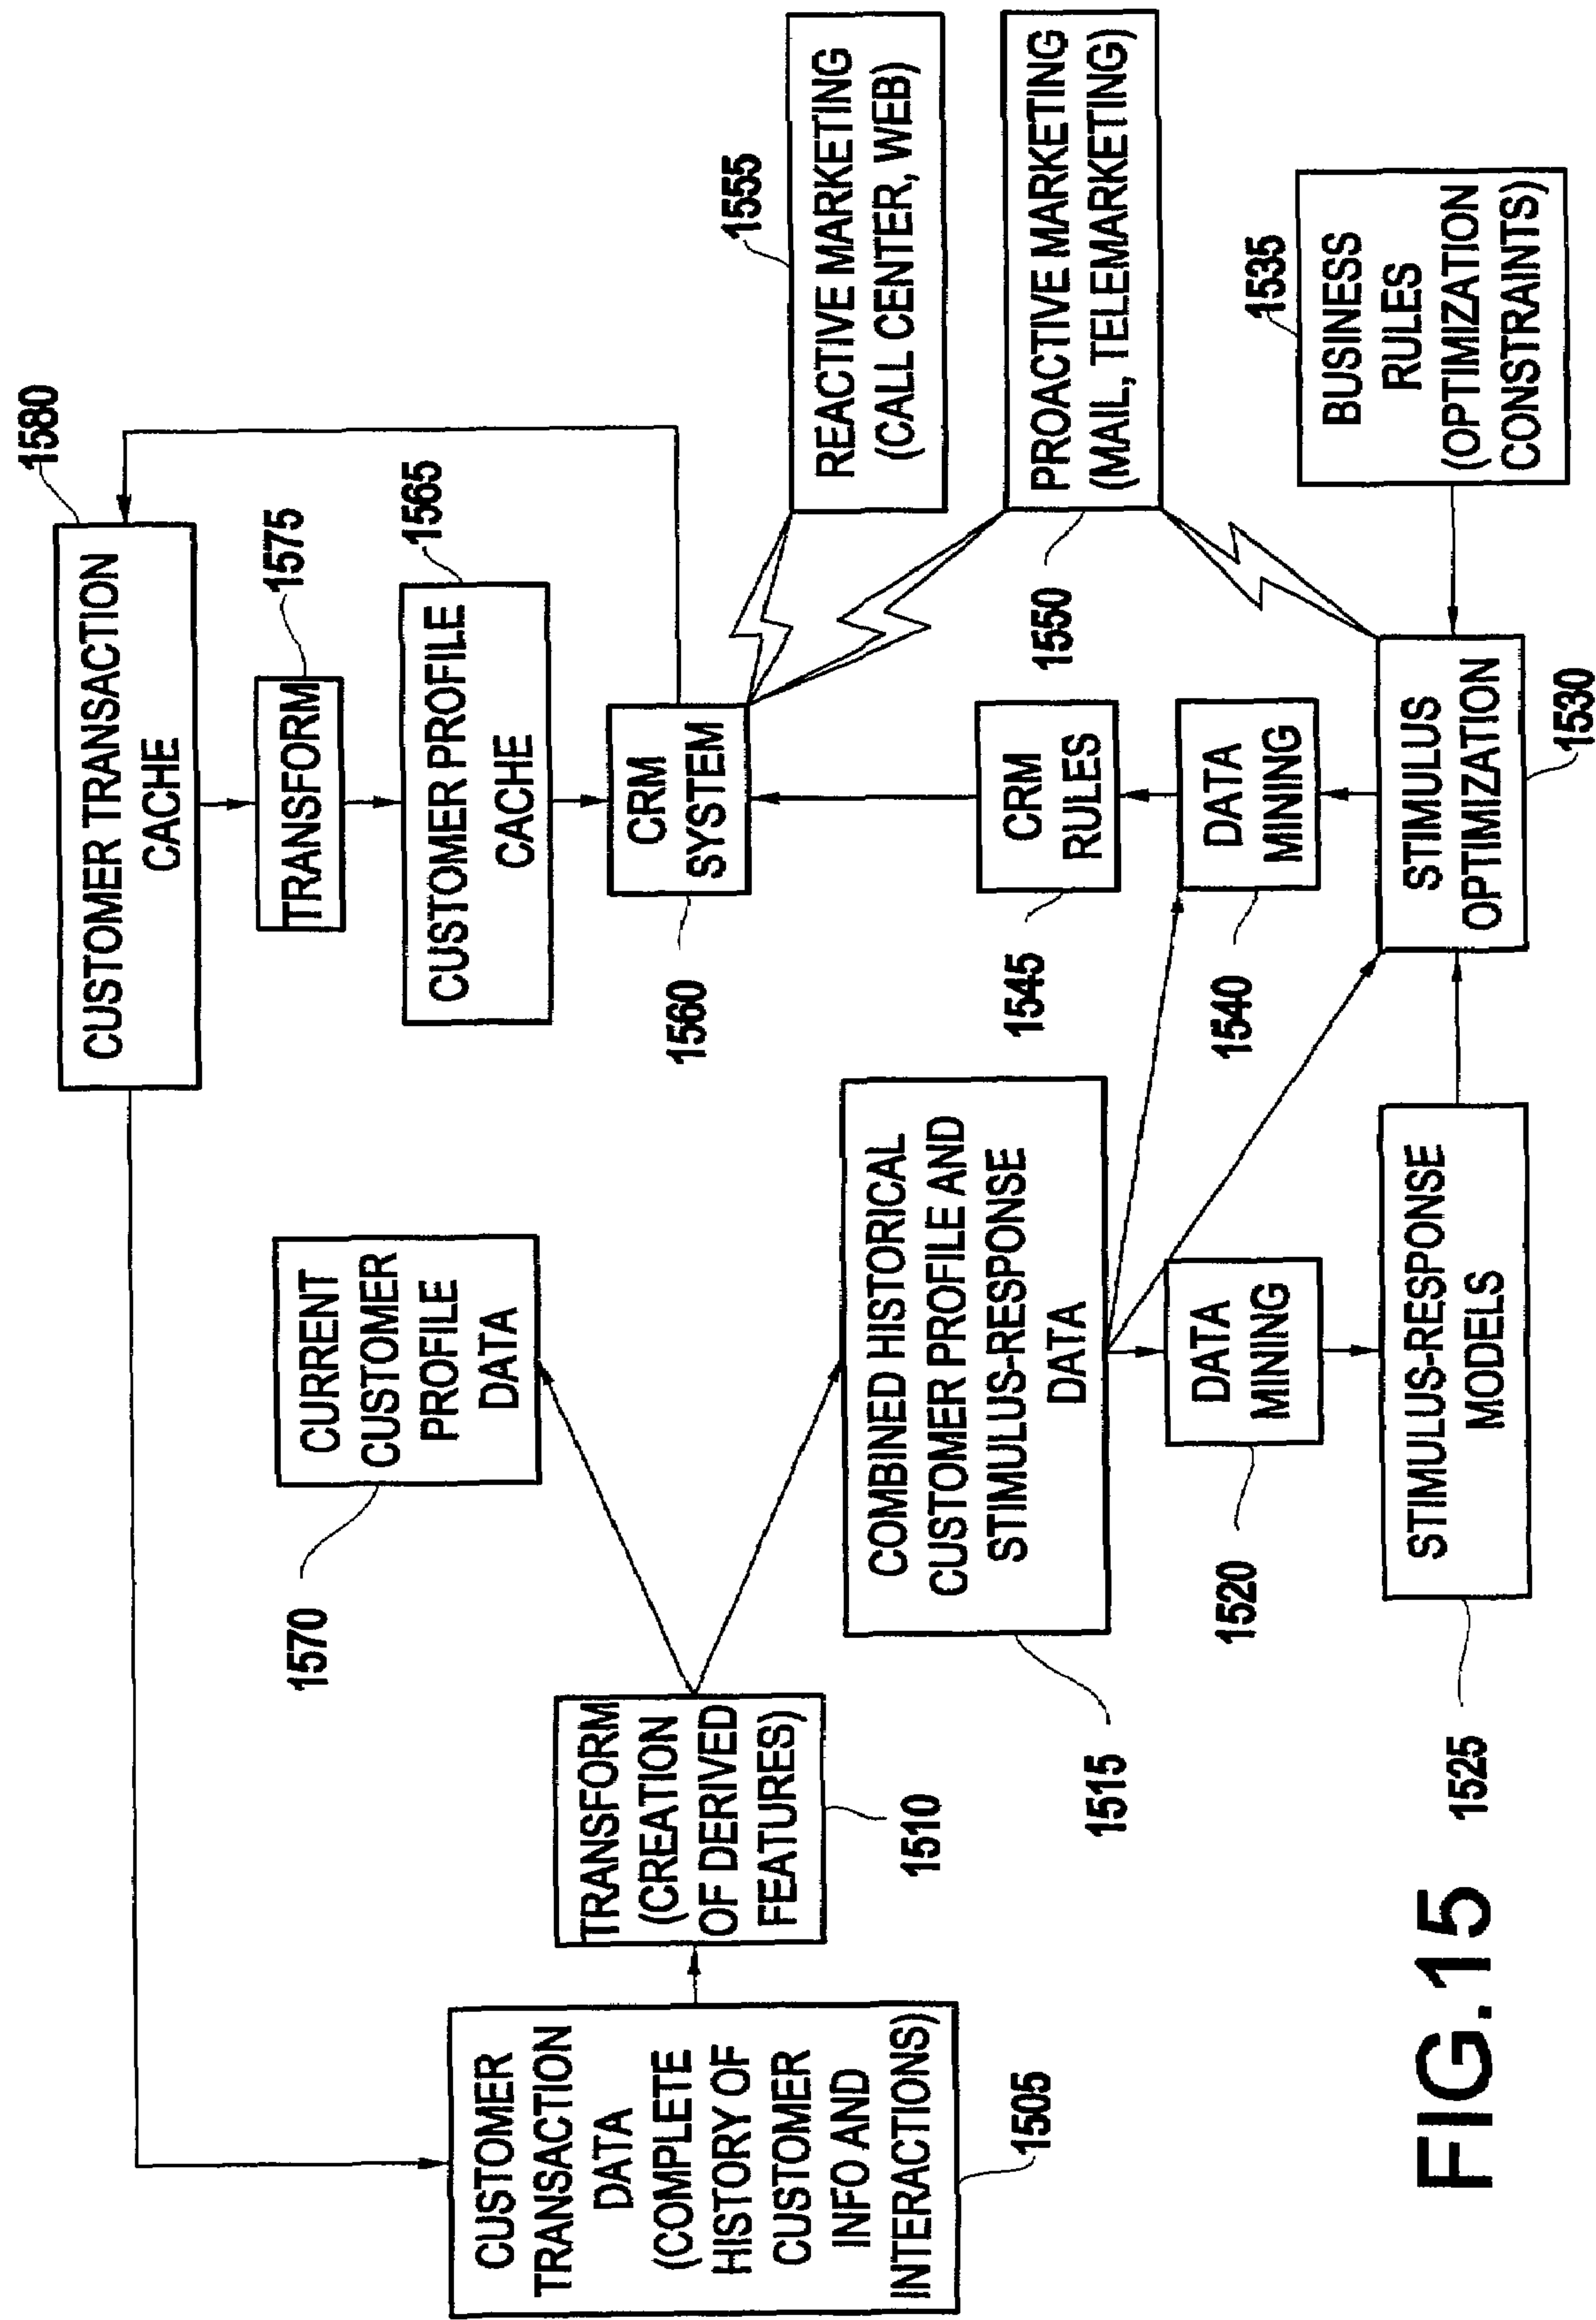 CUSTOMER TRANSACTION
CACHE
1580
TRANSFORM
1575
CUSTOMER PROFILE
CACHE
1565
CRM
SYSTEM
1560
REACTIVE MARKETING
(CALL CENTER, WEB)
1555
PROACTIVE MARKETING
(MAIL, TELEMARKETING)
1550
BUSINESS
RULES
(OPTIMIZATION
CONSTRAINTS)
1535
CRM
RULES
1545
DATA
MINING
1540
STIMULUS
OPTIMIZATION
1530
CURRENT
CUSTOMER
PROFILE
DATA
1570
COMBINED HISTORICAL
CUSTOMER PROFILE AND
STIMULUS-RESPONSE
DATA
1515
DATA
MINING
1520
STIMULUS-RESPONSE
MODELS
1525
TRANSFORM
(CREATION
OF DERIVED
FEATURES)
1510
CUSTOMER
TRANSACTION
DATA
(COMPLETE
HISTORY OF
CUSTOMER
INFO AND
INTERACTIONS)
1505
FIG.15